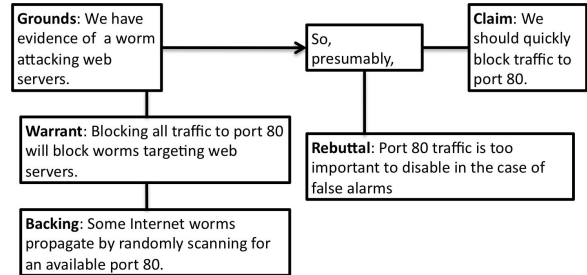 Grounds: We have
evidence of a worm
attacking web
servers.
So,
presumably,
Claim: We
should quickly
block traffic to
port 80.
Warrant: Blocking all traffic to port 80
will block worms targeting web
servers.
Rebuttal: Port 80 traffic is too
important to disable in the case of
false alarms
Backing: Some Internet worms
propagate by randomly scanning for
an available port 80.